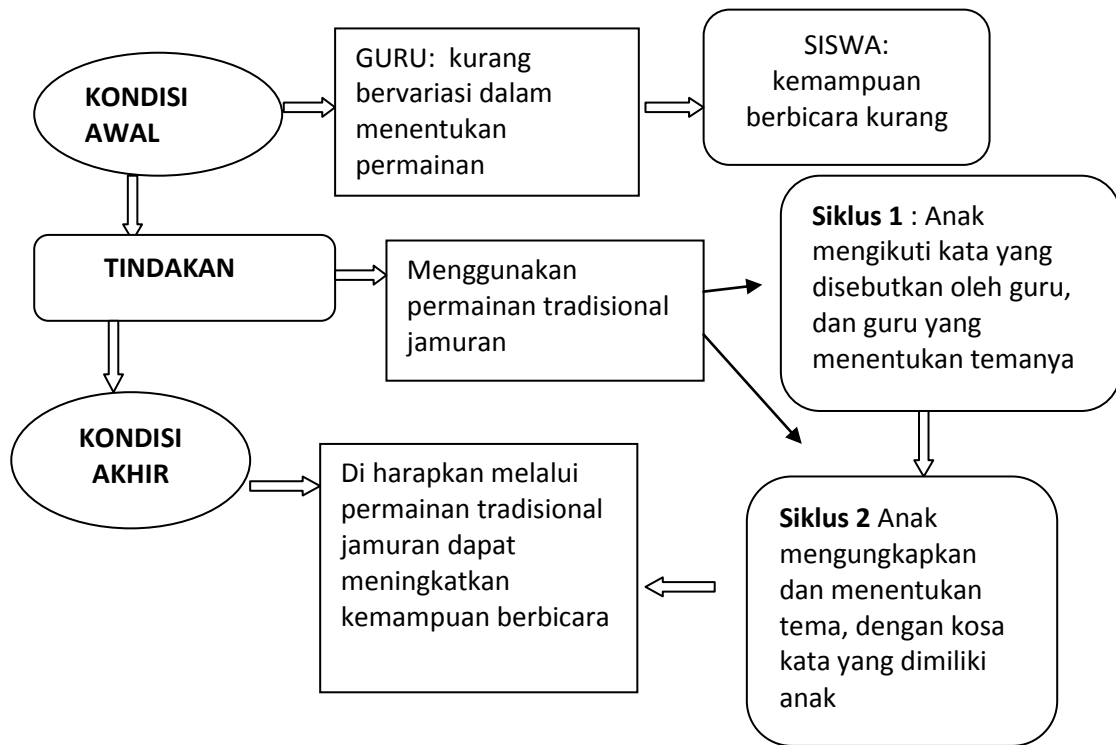 KONDISI
AWAL
GURU: kurang
bervariasi dalam
menentukan
permainan
SISWA:
kemampuan
berbicara kurang
TINDAKAN
Menggunakan
permainan tradisional
jamuran
Siklus 1 : Anak
mengikuti kata yang
disebutkan oleh guru,
dan guru yang
menentukan temanya
KONDISI
AKHIR
Di harapkan melalui
permainan tradisional
jamuran dapat
meningkatkan
kemampuan berbicara
Siklus 2 Anak
mengungkapkan
dan menentukan
tema, dengan kosa
kata yang dimiliki
anak